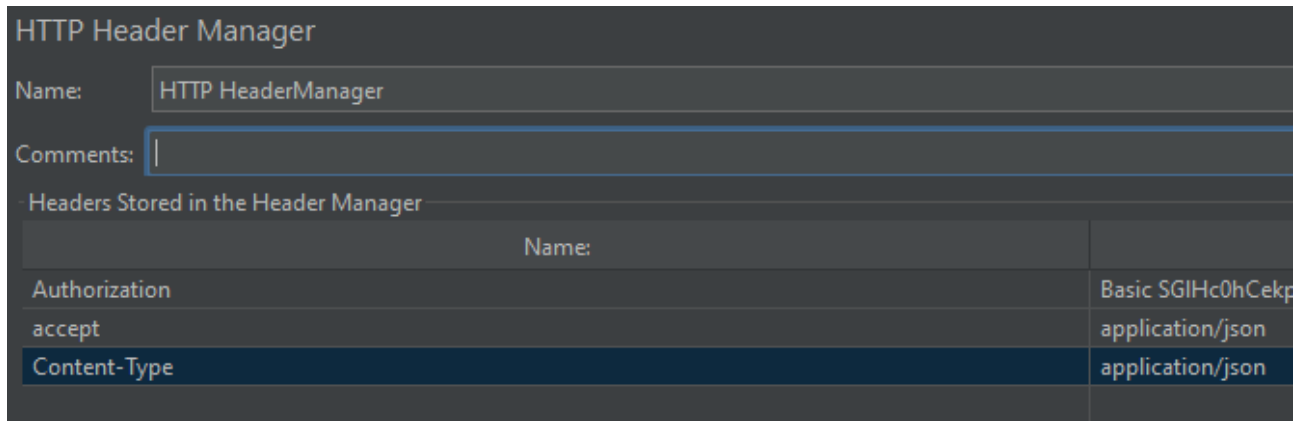 HTTP Header Manager
Name: HTTP HeaderManager
Comments:
Headers Stored in the Header Manager
Name:
Authorization Basic SGlHc0hCekp
accept application/json
Content-Type application/json